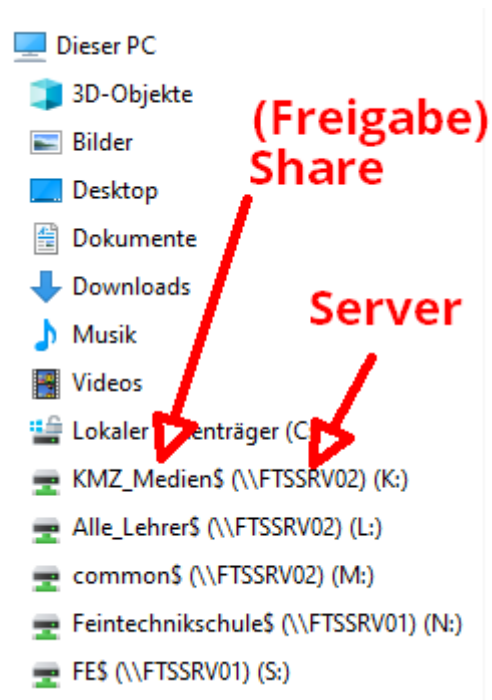 Dieser PC
3D-Objekte
(Freigabe)
Share
Bilder
Desktop
Dokumente
Downloads
Server
Musik
Videos
Lokaler enträger (C
KMZ_Medien$ (\\FTSSRV02) (K:)
Alle_Lehrer$ (\\FTSSRV02) (L:)
common$ (\\FTSSRV02) (M:)
Feintechnikschule$ (\\FTSSRV01) (N:)
FE$ (\\FTSSRV01) (S:)